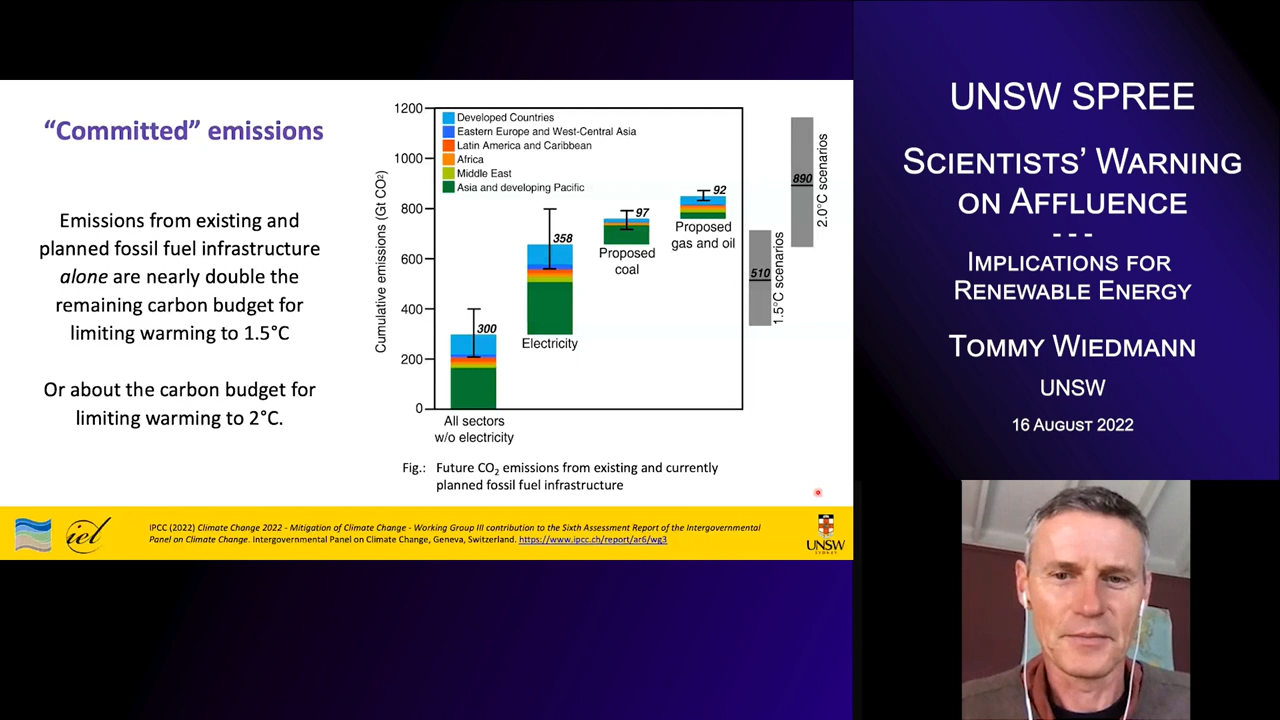 “Committed” emissions
Emissions from existing and
planned fossil fuel infrastructure
alone are nearly double the
remaining carbon budget for
limiting warming to 1.5°C
Or about the carbon budget for
limiting warming to 2°C.
Cumulative emissions (Gt CO2)
1200
1000
800
600
400
200
0
Developed Countries
Eastern Europe and West-Central Asia
Latin America and Caribbean
Africa
Middle East
Asia and developing Pacific
300
All sectors
w/o electricity
358
Electricity
97
Proposed
coal
92
Proposed
gas and oil
510
1.5°C scenarios
890
2.0°C scenarios
Fig.: Future CO2 emissions from existing and currently
planned fossil fuel infrastructure
iel
IPCC (2022) Climate Change 2022 - Mitigation of Climate Change - Working Group III contribution to the Sixth Assessment Report of the Intergovernmental
Panel on Climate Change. Intergovernmental Panel on Climate Change, Geneva, Switzerland. https://www.ipcc.ch/report/ar6/wg3
UNSW
SYDNEY
UNSW SPREE
Scientists’ Warning
on Affluence
- - -
Implications for
Renewable Energy
Tommy Wiedmann
UNSW
16 August 2022